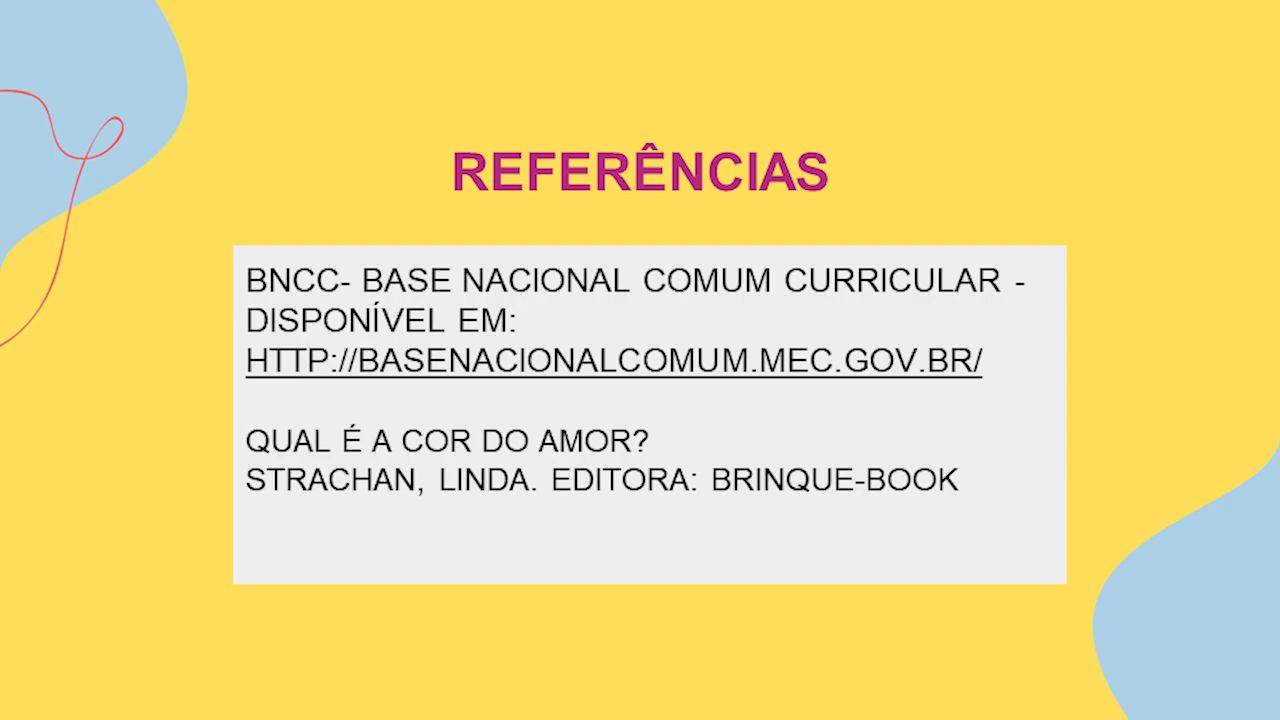 REFERÊNCIAS
BNCC- BASE NACIONAL COMUM CURRICULAR -
DISPONÍVEL EM:
HTTP://BASENACIONALCOMUM.MEC.GOV.BR/
QUAL É A COR DO AMOR?
STRACHAN, LINDA. EDITORA: BRINQUE-BOOK